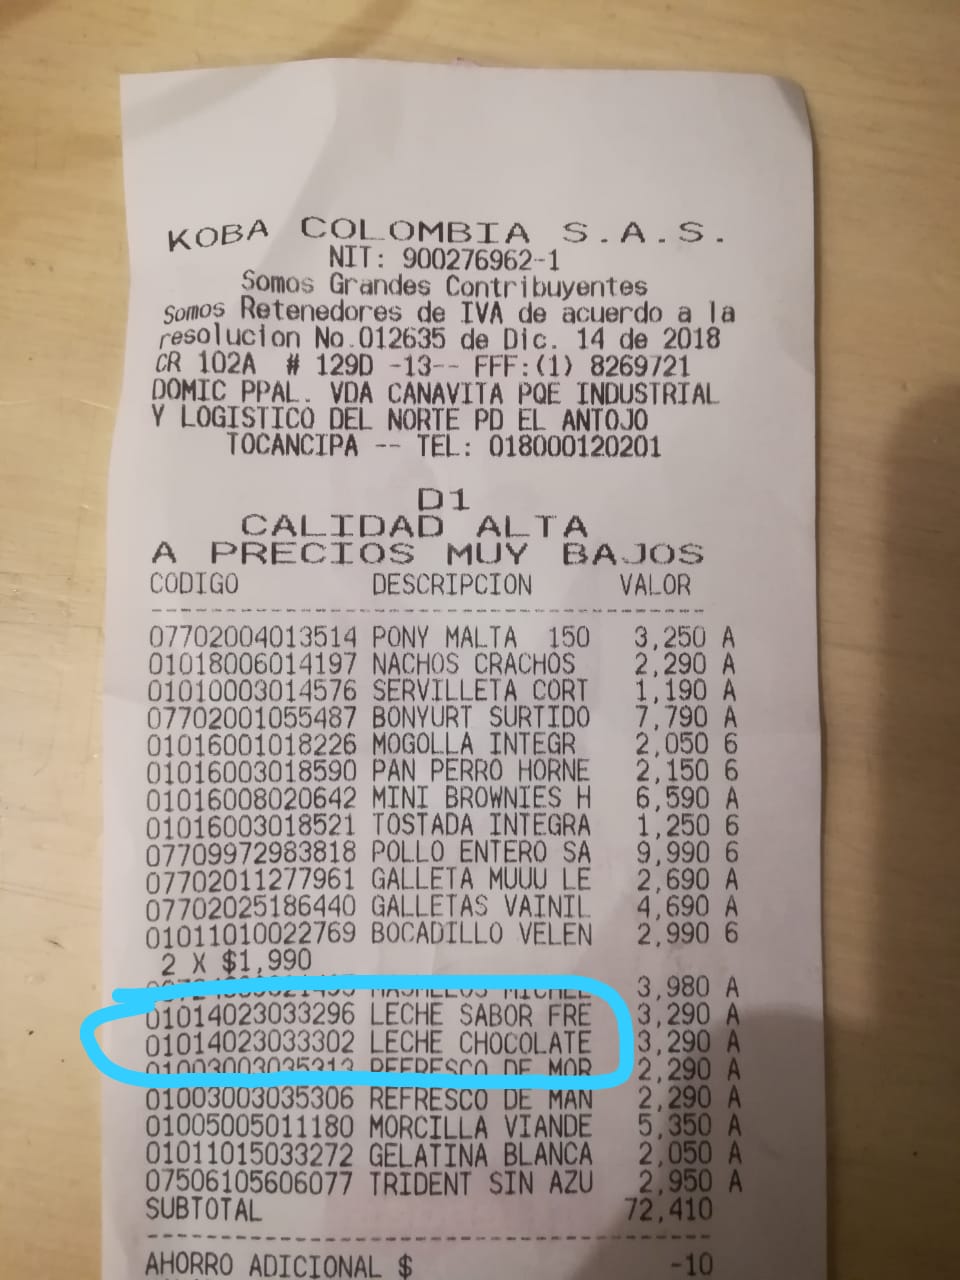 KOBA COLOMBIA S.A.S.
NIT: 900276962-1
Somos Grandes Contribuyentes
Somos Retenedores de IVA de acuerdo a la
resolucion No.012635 de Dic. 14 de 2018
CR 102A # 129D -13-- FFF:(1) 8269721
DOMIC PPAL. VDA CANAVITA PQE INDUSTRIAL
Y LOGISTICO DEL NORTE PD EL ANTOJO
TOCANCIPA -- TEL: 018000120201
D1
CALIDAD ALTA
A PRECIOS MUY BAJOS
CODIGO DESCRIPCION VALOR
07702004013514 PONY MALTA 150 3,250 A
01018006014197 NACHOS CRACHOS 2,290 A
01010003014576 SERVILLETA CORT 1,190 A
07702001055487 BONYURT SURTIDO 7,790 A
01016001018226 MOGOLLA INTEGR 2,050 6
01016003018590 PAN PERRO HORNE 2,150 6
01016008020642 MINI BROWNIES H 6,590 A
01016003018521 TOSTADA INTEGRA 1,250 6
07709972983818 POLLO ENTERO SA 9,990 6
07702011277961 GALLETA MUUU LE 2,690 A
07702025186440 GALLETAS VAINIL 4,690 A
01011010022769 BOCADILLO VELEN 2,990 6
2 X $1,990
3,980 A
01014023033296 LECHE SABOR FRE 3,290 A
01014023033302 LECHE CHOCOLATE 3,290 A
01003003035313 REFRESCO DE MOR 2,290 A
01003003035306 REFRESCO DE MAN 2,290 A
01005005011180 MORCILLA VIANDE 5,350 A
01011015033272 GELATINA BLANCA 2,050 A
07506105606077 TRIDENT SIN AZU 2,950 A
SUBTOTAL 72,410
AHORRO ADICIONAL $ -10